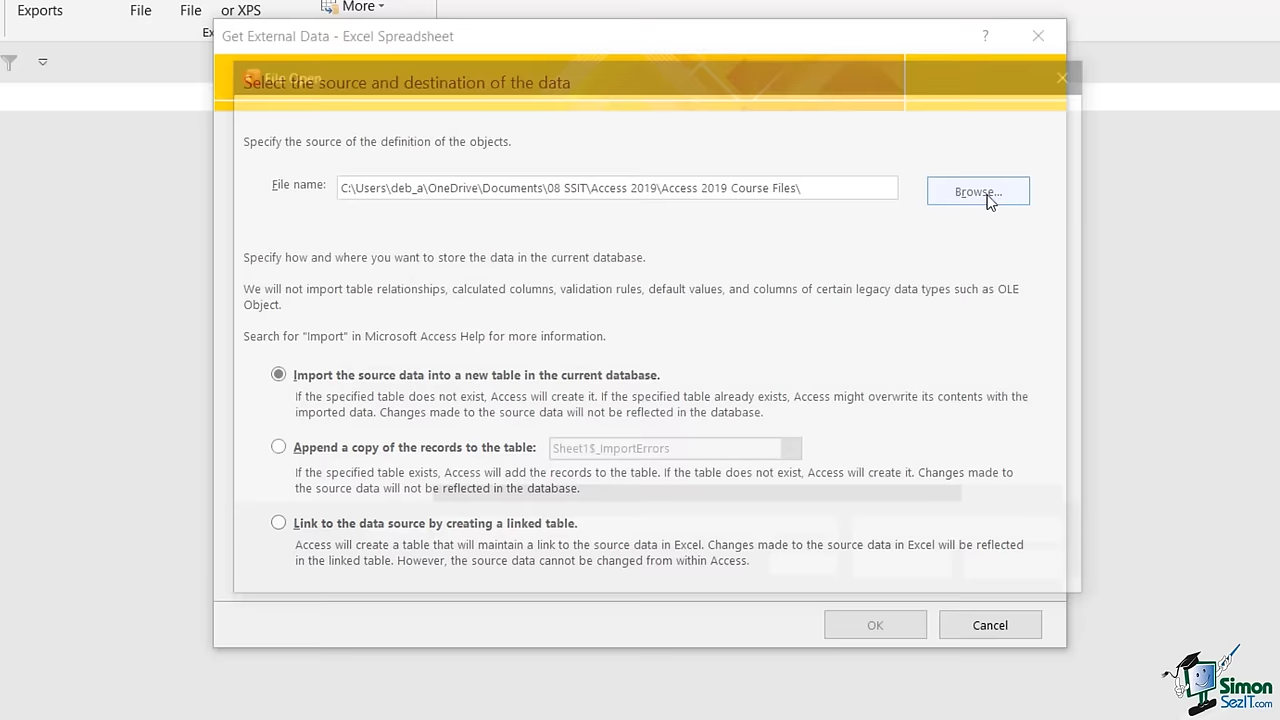 Exports
File
File
or XPS
More
Ex
Get External Data - Excel Spreadsheet
?
File Open
Select the source and destination of the data
Specify the source of the definition of the objects.
File name:
C:\Users\deb_a\OneDrive\Documents\08 SSIT\Access 2019\Access 2019 Course Files\
Browse...
Specify how and where you want to store the data in the current database.
We will not import table relationships, calculated columns, validation rules, default values, and columns of certain legacy data types such as OLE
Object.
Search for "Import" in Microsoft Access Help for more information.
Import the source data into a new table in the current database.
If the specified table does not exist, Access will create it. If the specified table already exists, Access might overwrite its contents with the
imported data. Changes made to the source data will not be reflected in the database.
Append a copy of the records to the table:
Sheet1$_ImportErrors
If the specified table exists, Access will add the records to the table. If the table does not exist, Access will create it. Changes made to
the source data will not be reflected in the database.
Link to the data source by creating a linked table.
Access will create a table that will maintain a link to the source data in Excel. Changes made to the source data in Excel will be reflected
in the linked table. However, the source data cannot be changed from within Access.
OK
Cancel
Simon
SezIT.com